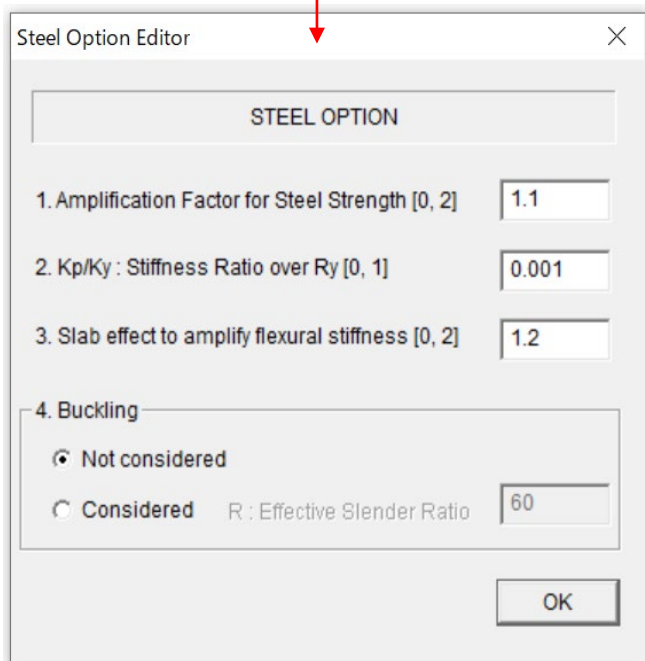 Steel Option Editor
STEEL OPTION
1. Amplification Factor for Steel Strength [0, 2] 1.1
2. Kp/Ky : Stiffness Ratio over Ry [0, 1] 0.001
3. Slab effect to amplify flexural stiffness [0, 2] 1.2
4. Buckling
Not considered
Considered R : Effective Slender Ratio 60
OK